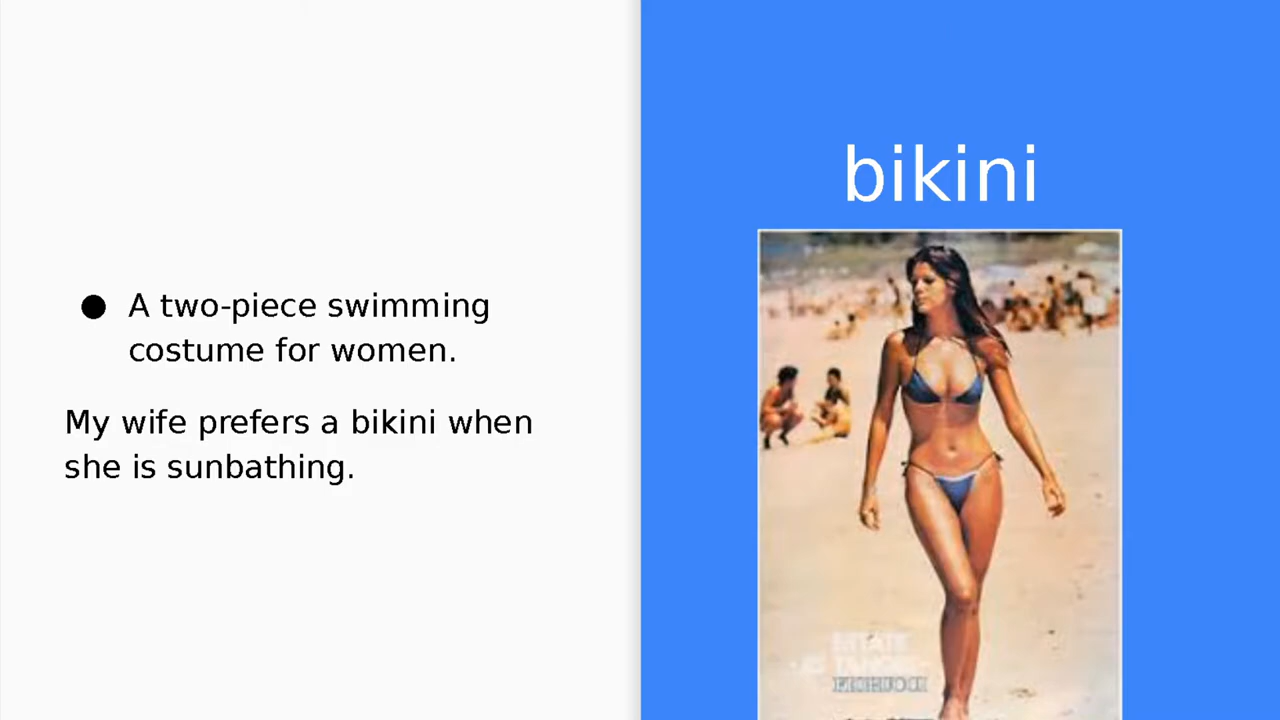 bikini
● A two-piece swimming
costume for women.
My wife prefers a bikini when
she is sunbathing.